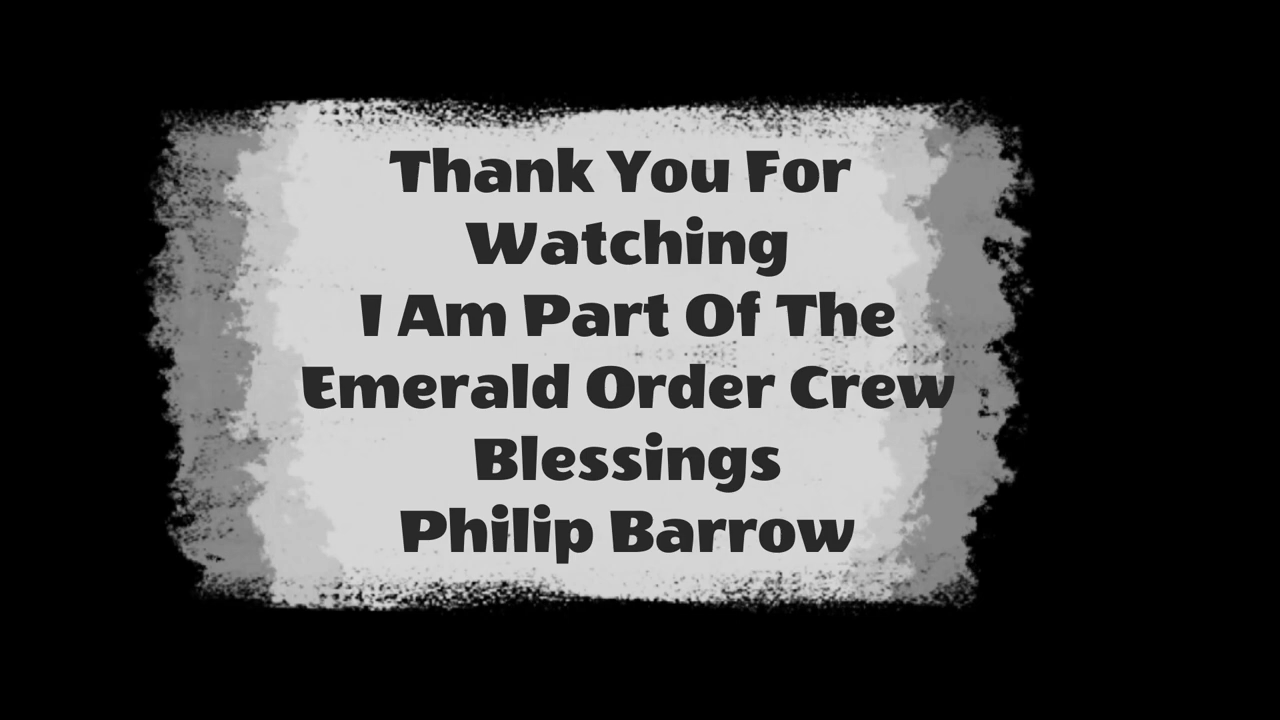 Thank You For
Watching
I Am Part Of The
Emerald Order Crew
Blessings
Philip Barrow